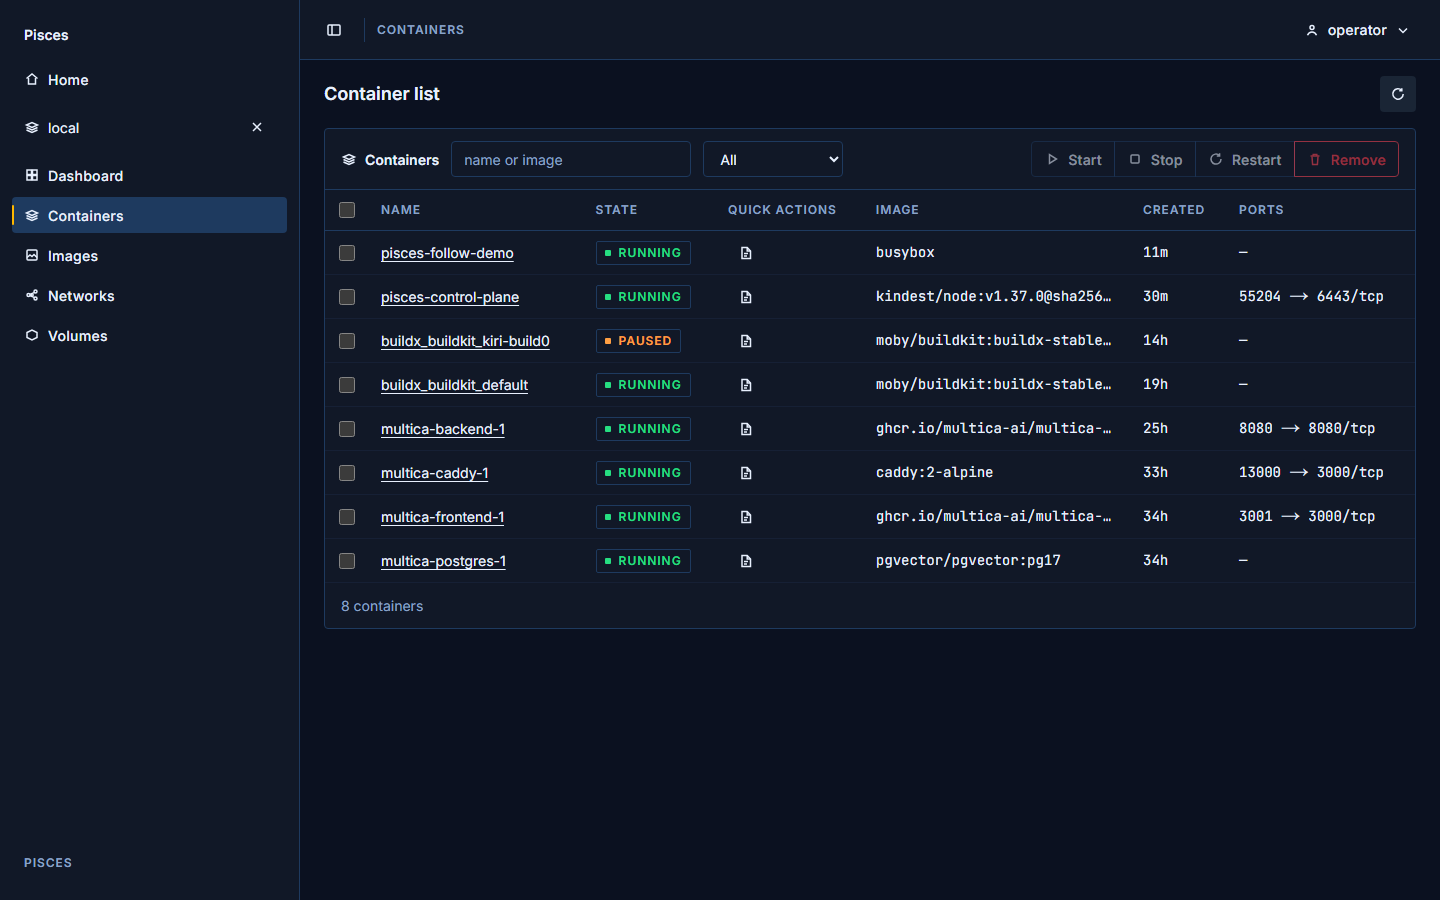 Pisces
Home
local
Dashboard
Containers
Images
Networks
Volumes
PISCES
CONTAINERS
operator
Container list
Containers name or image All Start Stop Restart Remove
NAME STATE QUICK ACTIONS IMAGE CREATED PORTS
pisces-follow-demo RUNNING busybox 11m —
pisces-control-plane RUNNING kindest/node:v1.37.0@sha256… 30m 55204 → 6443/tcp
buildx_buildkit_kiri-build0 PAUSED moby/buildkit:buildx-stable… 14h —
buildx_buildkit_default RUNNING moby/buildkit:buildx-stable… 19h —
multica-backend-1 RUNNING ghcr.io/multica-ai/multica-… 25h 8080 → 8080/tcp
multica-caddy-1 RUNNING caddy:2-alpine 33h 13000 → 3000/tcp
multica-frontend-1 RUNNING ghcr.io/multica-ai/multica-… 34h 3001 → 3000/tcp
multica-postgres-1 RUNNING pgvector/pgvector:pg17 34h —
8 containers